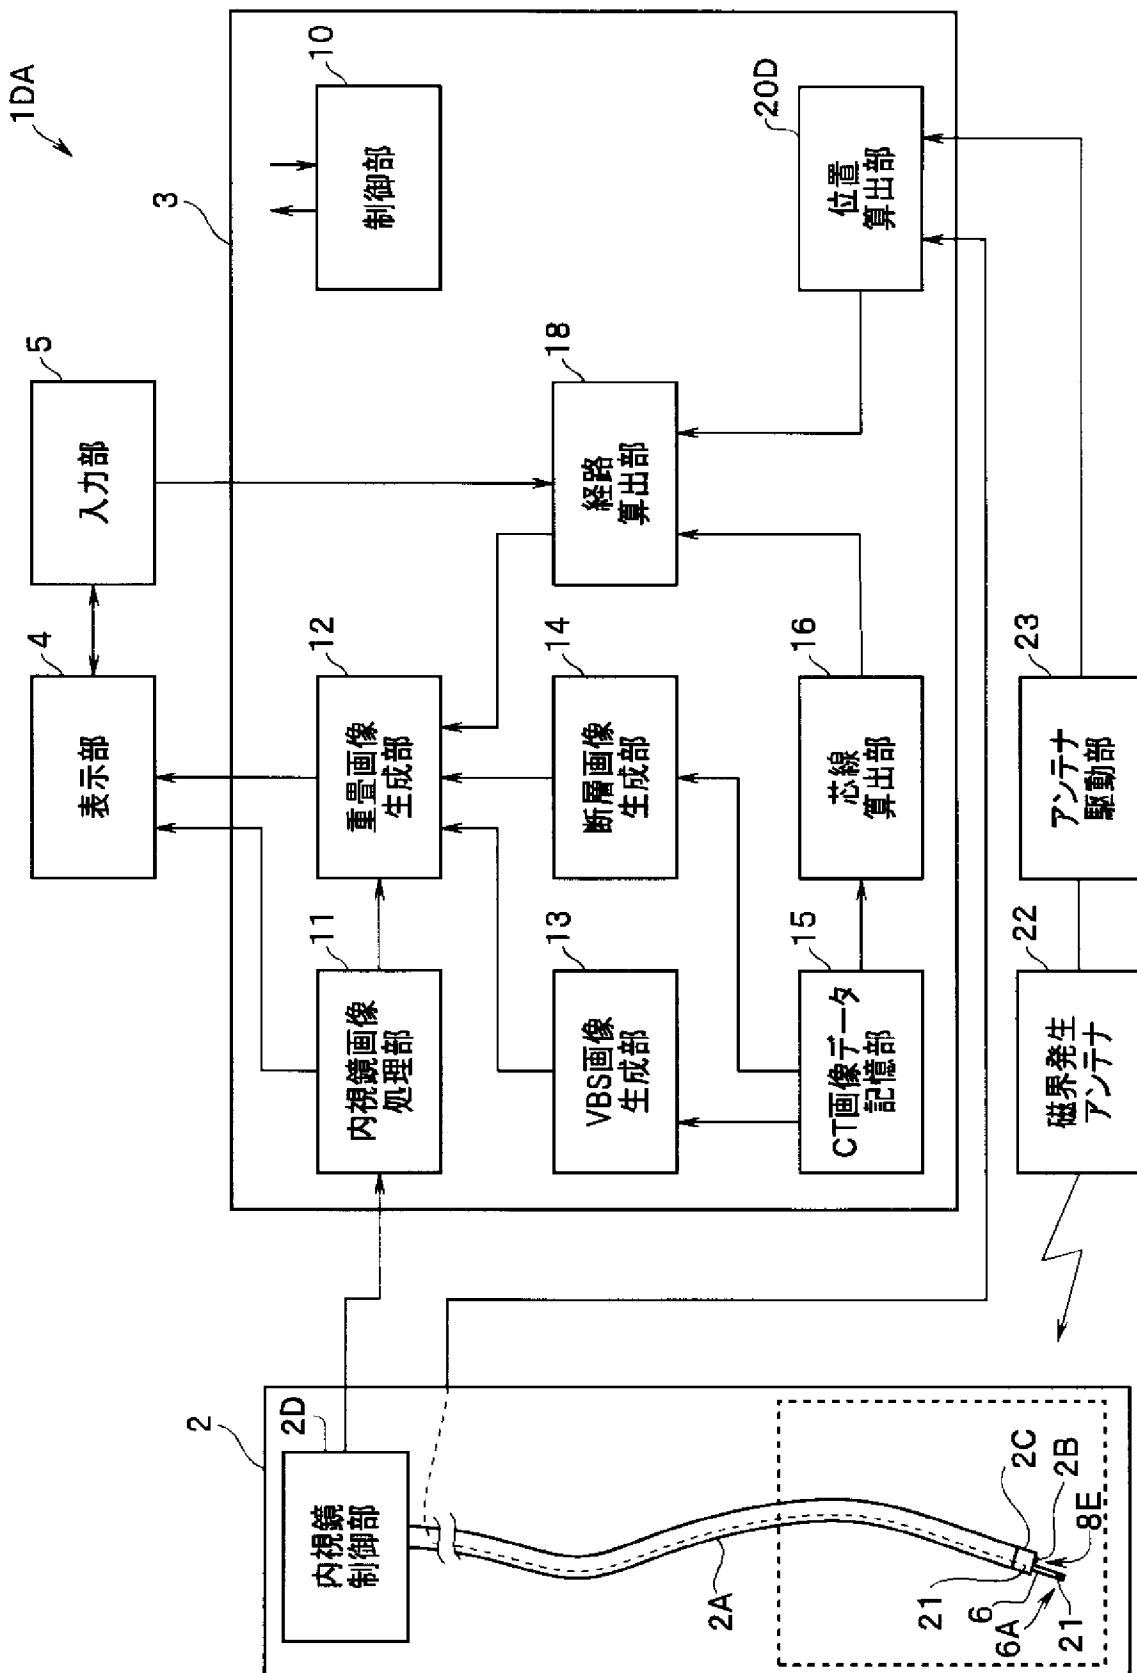 1DA
3
10
制御部
20D
位置
算出部
5
入力部
18
経路
算出部
4
表示部
12
重畳画像
生成部
14
断層画像
生成部
16
芯線
算出部
23
アンテナ
駆動部
11
内視鏡画像
処理部
13
VBS画像
生成部
15
CT画像データ
記憶部
22
磁界発生
アンテナ
2
2D
内視鏡
制御部
2A
2C
2B
8E
21
6
6A
21